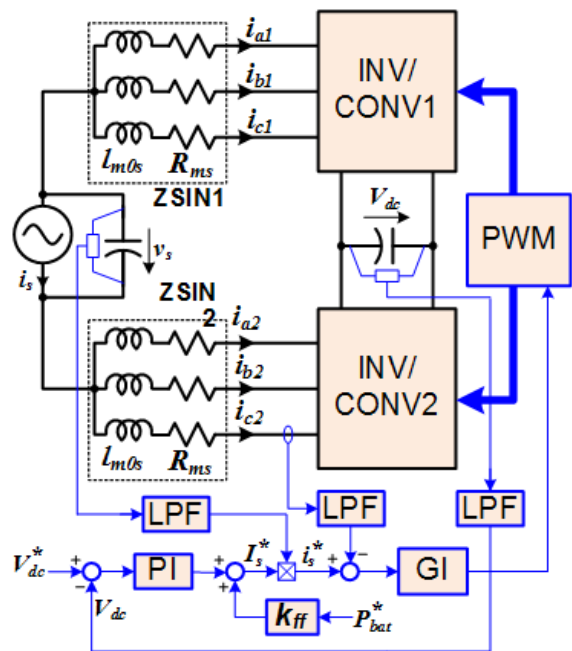 i_a1
i_b1
i_c1
l_m0s
R_ms
ZSIN1
INV/
CONV1
V_dc
PWM
i_s
v_s
ZSIN
2
i_a2
i_b2
i_c2
l_m0s
R_ms
INV/
CONV2
LPF
LPF
LPF
V_dc^*
+
−
V_dc
PI
+
+
I_s^*
i_s^*
+
−
GI
k_ff
P_bat^*